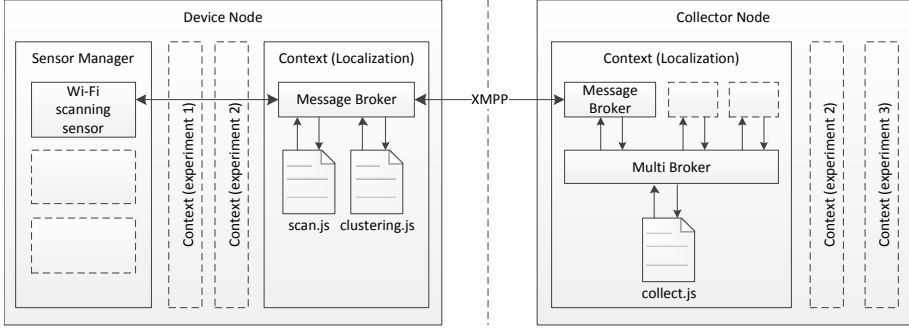 Device Node
Sensor Manager
Wi-Fi
scanning
sensor
Context (experiment 1)
Context (experiment 2)
Context (Localization)
Message Broker
scan.js
clustering.js
XMPP
Collector Node
Context (Localization)
Message
Broker
Multi Broker
collect.js
Context (experiment 2)
Context (experiment 3)